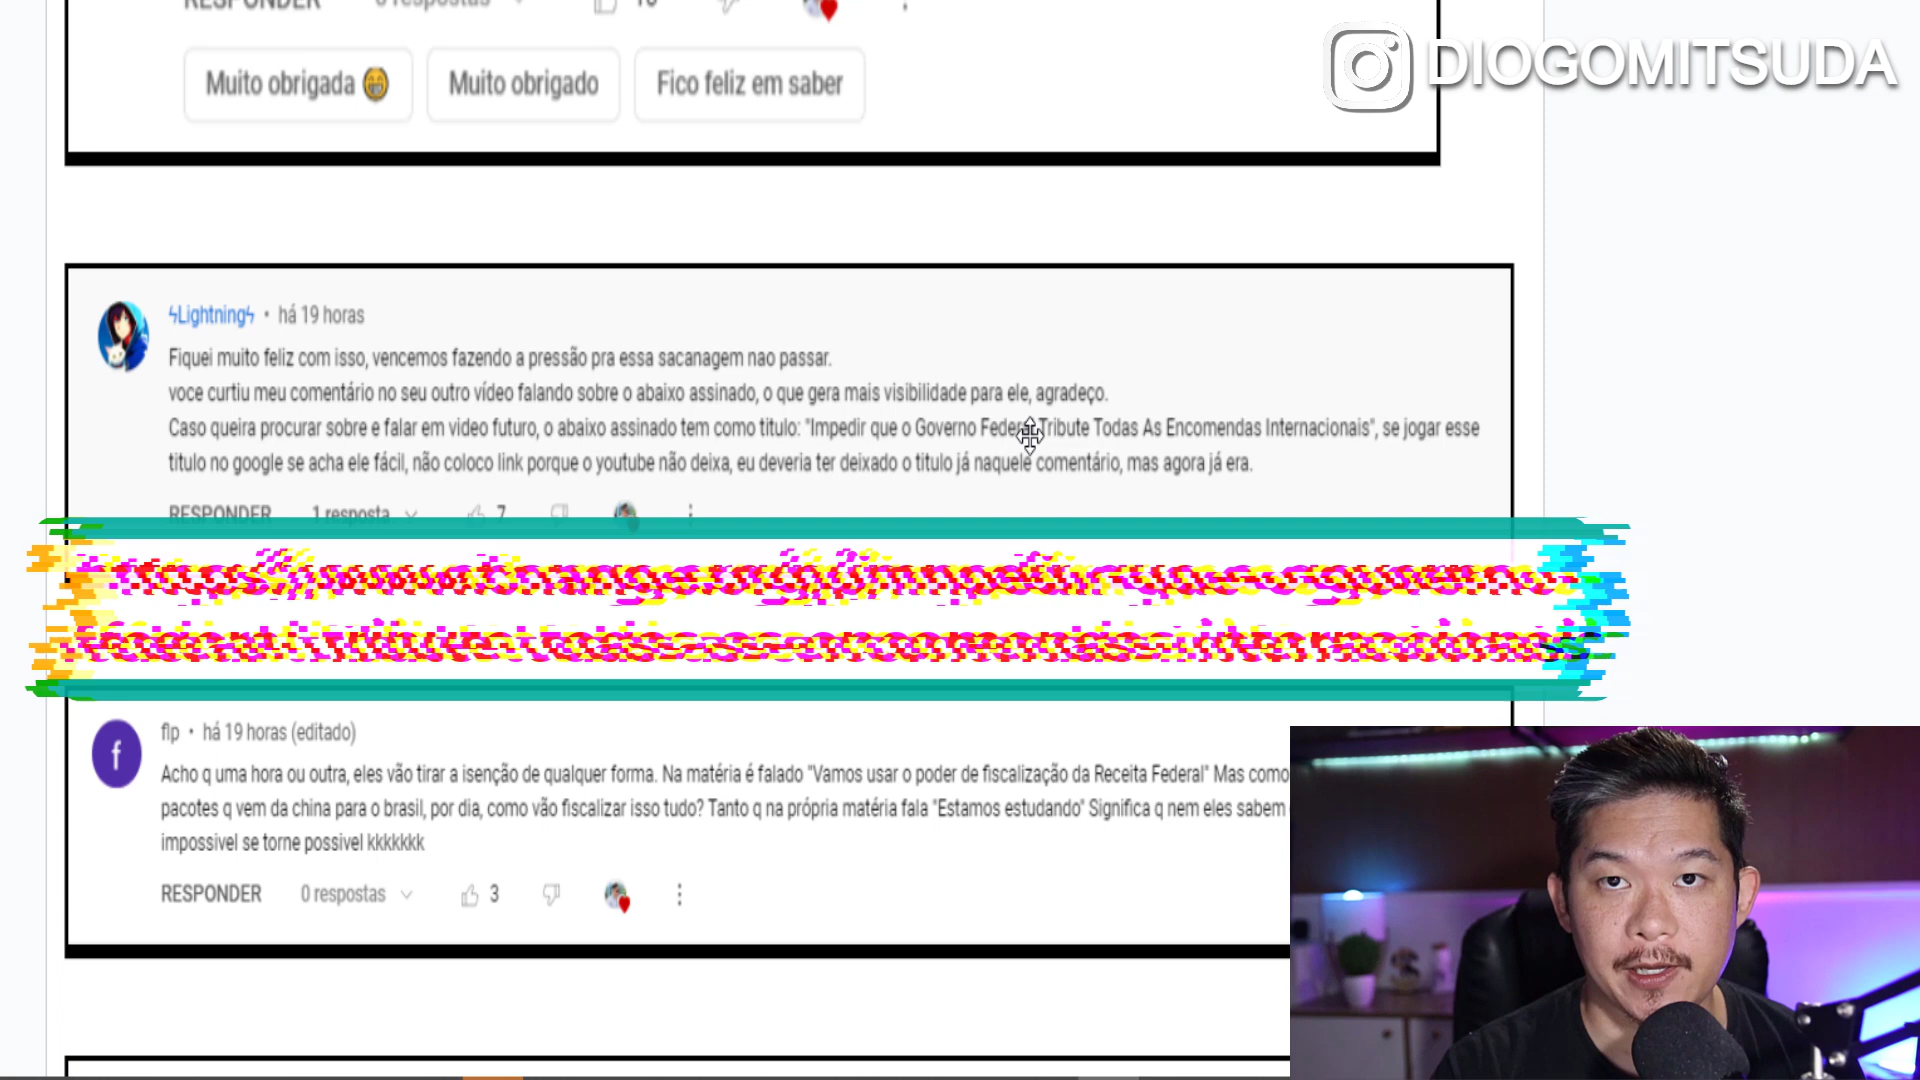 RESPONDER 0 respostas 10
DIOGOMITSUDA
Muito obrigada Muito obrigado Fico feliz em saber
ϟLightningϟ • há 19 horas
Fiquei muito feliz com isso, vencemos fazendo a pressão pra essa sacanagem nao passar.
voce curtiu meu comentário no seu outro vídeo falando sobre o abaixo assinado, o que gera mais visibilidade para ele, agradeço.
Caso queira procurar sobre e falar em video futuro, o abaixo assinado tem como titulo: "Impedir que o Governo Federal Tribute Todas As Encomendas Internacionais", se jogar esse
titulo no google se acha ele fácil, não coloco link porque o youtube não deixa, eu deveria ter deixado o titulo já naquele comentário, mas agora já era.
RESPONDER 1 resposta 7
flp • há 19 horas (editado)
Acho q uma hora ou outra, eles vão tirar a isenção de qualquer forma. Na matéria é falado "Vamos usar o poder de fiscalização da Receita Federal" Mas como
pacotes q vem da china para o brasil, por dia, como vão fiscalizar isso tudo? Tanto q na própria matéria fala "Estamos estudando" Significa q nem eles sabem
impossivel se torne possivel kkkkkkk
RESPONDER 0 respostas 3